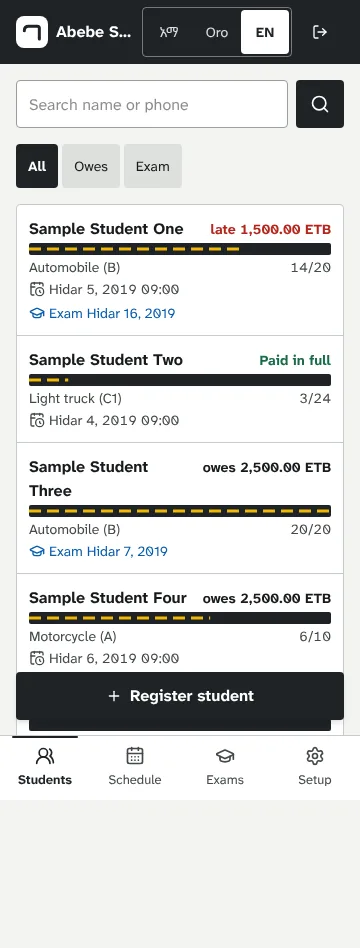 Abebe S...
አማ
Oro
EN
Search name or phone
All
Owes
Exam
Sample Student One
late 1,500.00 ETB
Automobile (B)
14/20
Hidar 5, 2019 09:00
Exam Hidar 16, 2019
Sample Student Two
Paid in full
Light truck (C1)
3/24
Hidar 4, 2019 09:00
Sample Student
Three
owes 2,500.00 ETB
Automobile (B)
20/20
Exam Hidar 7, 2019
Sample Student Four
owes 2,500.00 ETB
Motorcycle (A)
6/10
Hidar 6, 2019 09:00
+ Register student
Students
Schedule
Exams
Setup